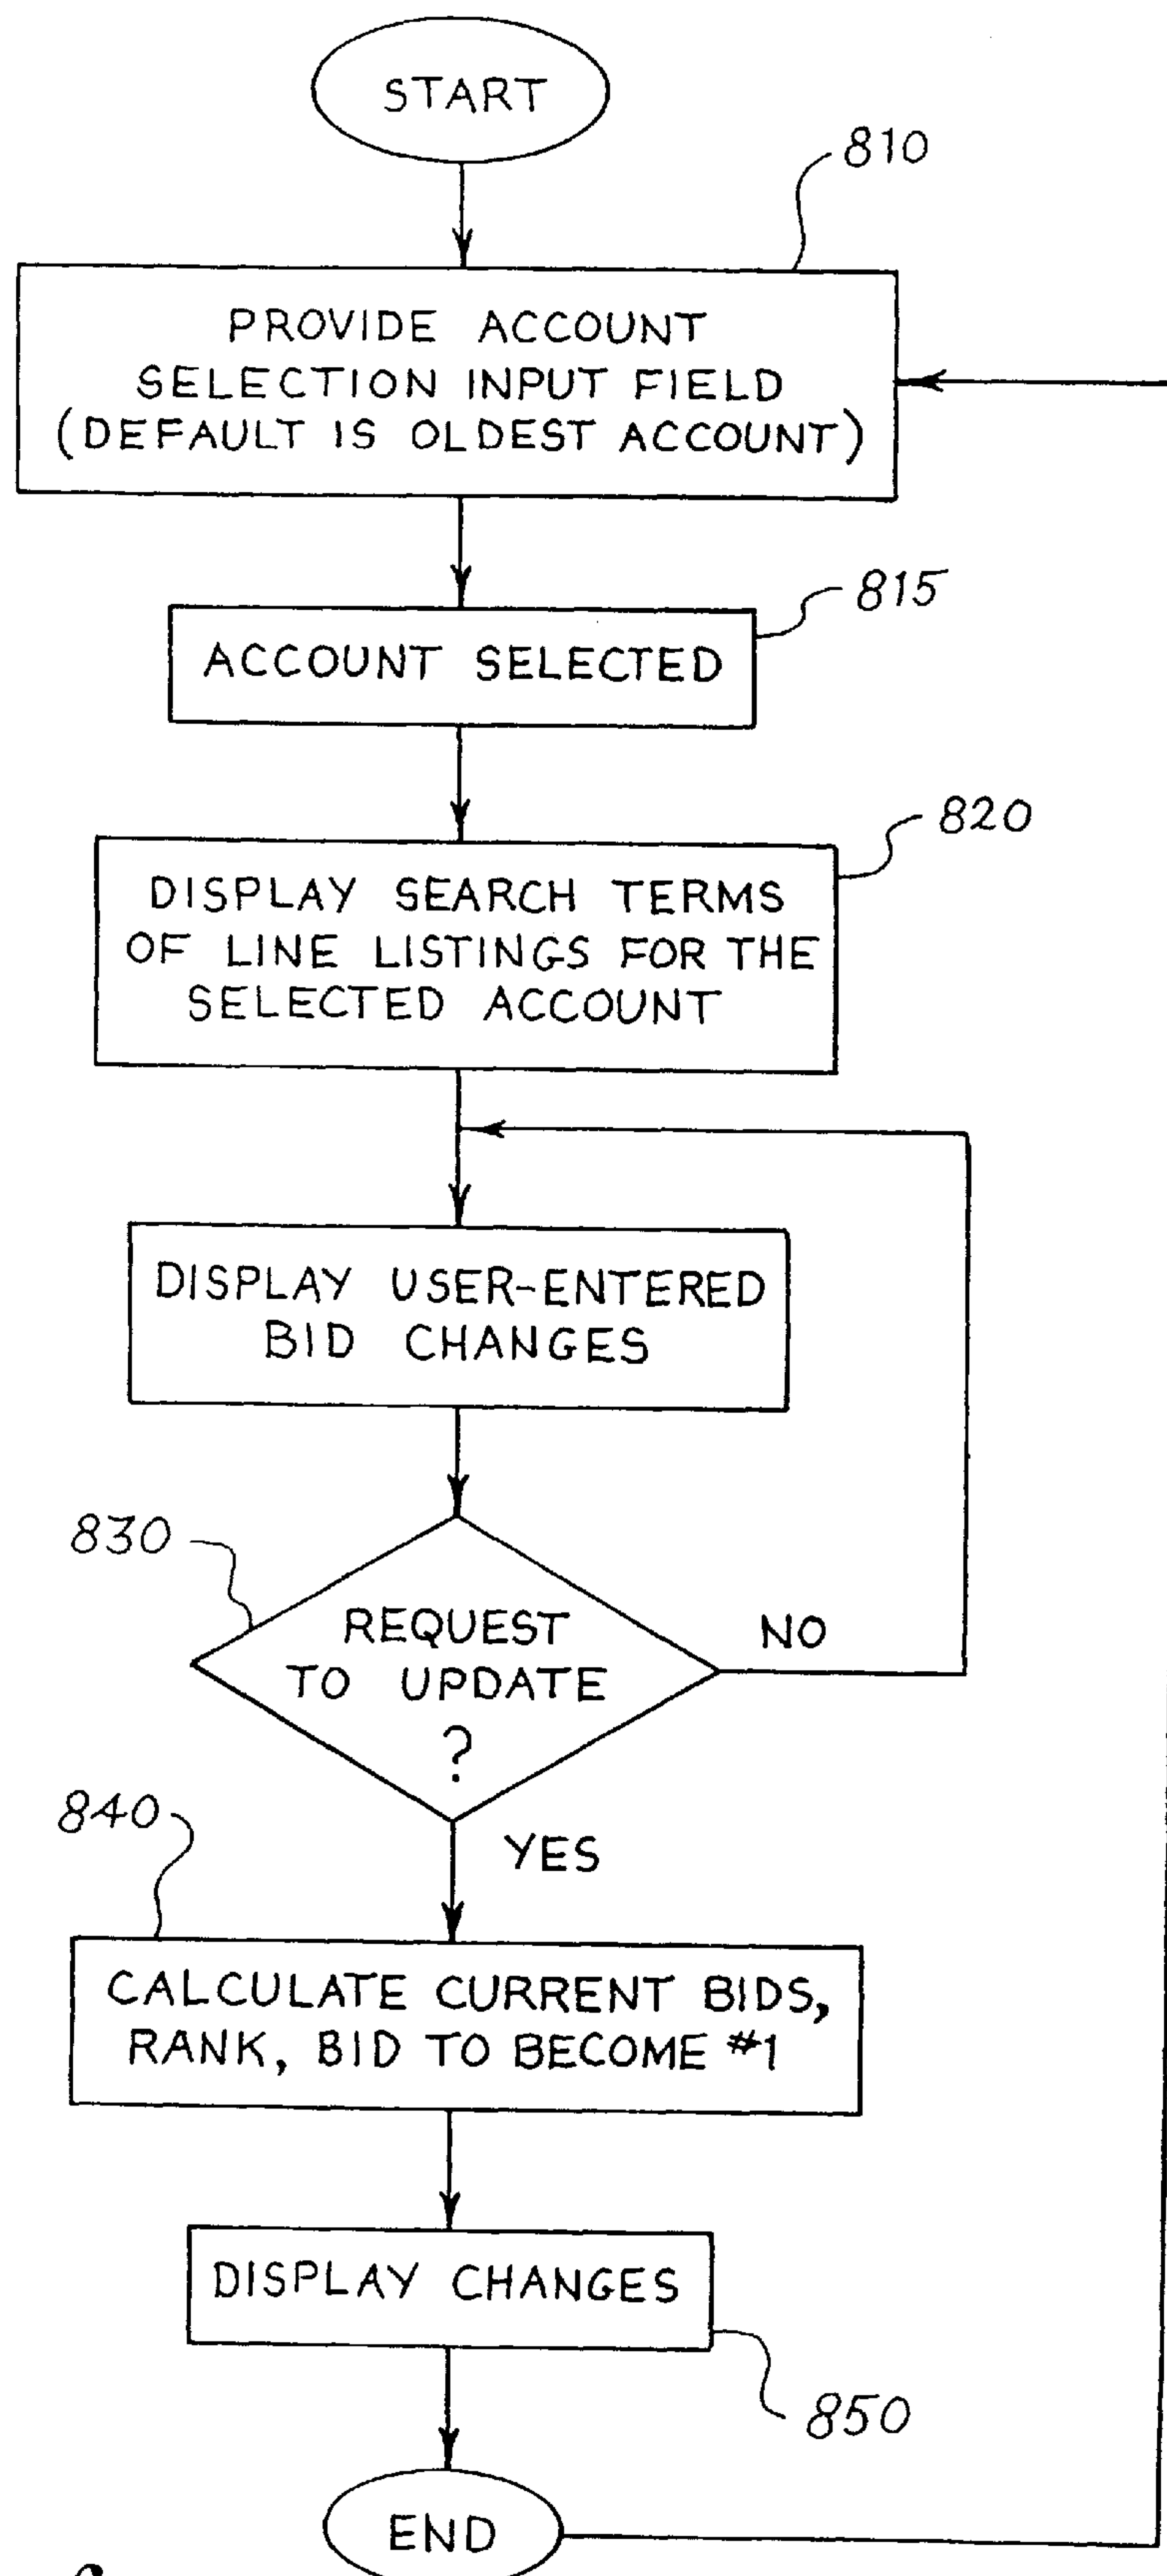 START
810
PROVIDE ACCOUNT
SELECTION INPUT FIELD
(DEFAULT IS OLDEST ACCOUNT)
815
ACCOUNT SELECTED
820
DISPLAY SEARCH TERMS
OF LINE LISTINGS FOR THE
SELECTED ACCOUNT
DISPLAY USER-ENTERED
BID CHANGES
830
REQUEST
TO UPDATE
?
NO
YES
840
CALCULATE CURRENT BIDS,
RANK, BID TO BECOME #1
DISPLAY CHANGES
850
END